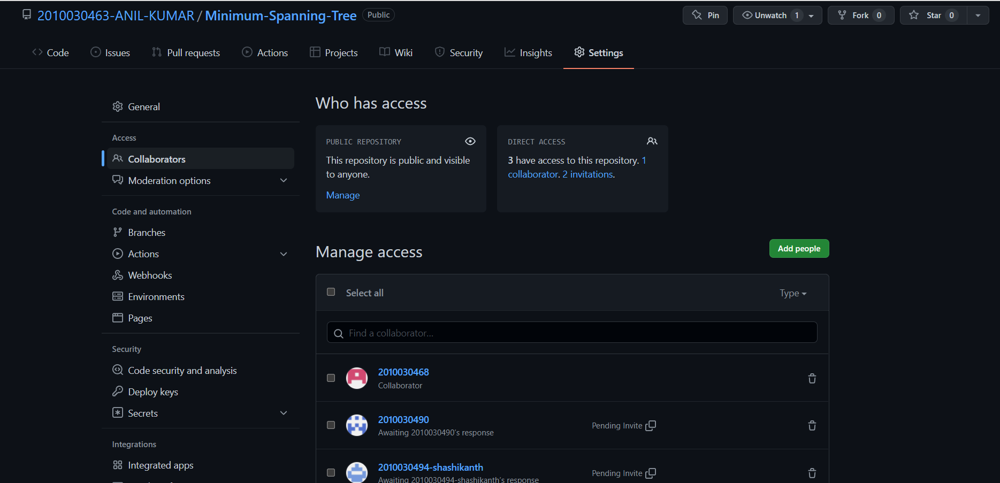 2010030463-ANIL-KUMAR / Minimum-Spanning-Tree Public
Pin Unwatch 1 Fork 0 Star 0
Code Issues Pull requests Actions Projects Wiki Security Insights Settings
General
Access
Collaborators
Moderation options
Code and automation
Branches
Actions
Webhooks
Environments
Pages
Security
Code security and analysis
Deploy keys
Secrets
Integrations
Integrated apps
Who has access
PUBLIC REPOSITORY
This repository is public and visible
to anyone.
Manage
DIRECT ACCESS
3 have access to this repository. 1
collaborator. 2 invitations.
Manage access
Add people
Select all
Type
Find a collaborator...
2010030468
Collaborator
2010030490
Awaiting 2010030490's response
Pending Invite
2010030494-shashikanth
Awaiting 2010030494-shashikanth's response
Pending Invite